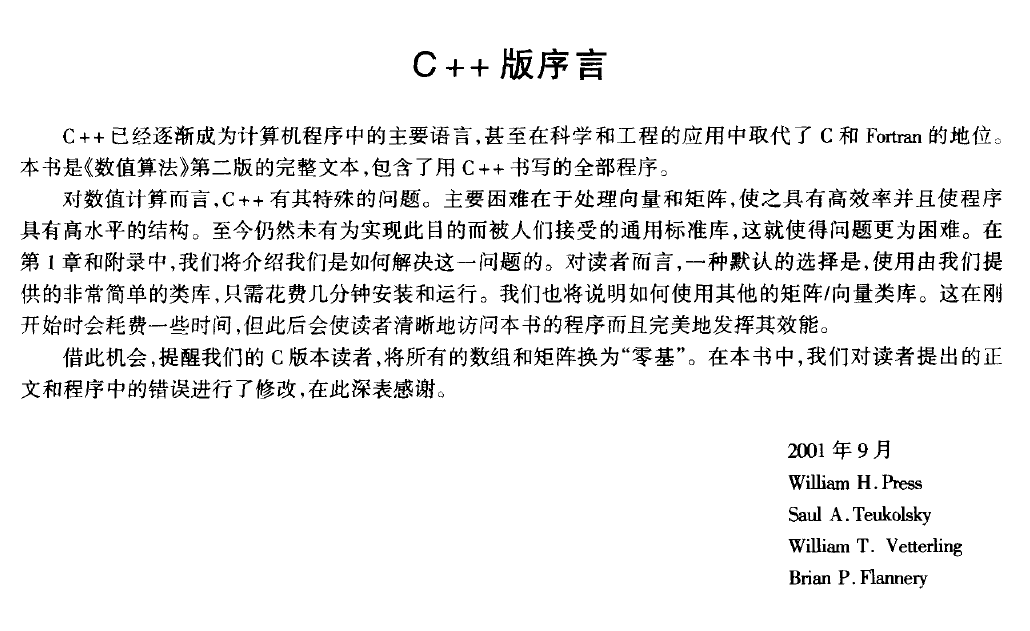 C++版序言
C++已经逐渐成为计算机程序中的主要语言,甚至在科学和工程的应用中取代了 C 和 Fortran 的地位。
本书是《数值算法》第二版的完整文本,包含了用 C++ 书写的全部程序。
对数值计算而言,C++有其特殊的问题。主要困难在于处理向量和矩阵,使之具有高效率并且使程序
具有高水平的结构。至今仍然未有为实现此目的而被人们接受的通用标准库,这就使得问题更为困难。在
第1章和附录中,我们将介绍我们是如何解决这一问题的。对读者而言,一种默认的选择是,使用由我们提
供的非常简单的类库,只需花费几分钟安装和运行。我们也将说明如何使用其他的矩阵/向量类库。这在刚
开始时会耗费一些时间,但此后会使读者清晰地访问本书的程序而且完美地发挥其效能。
借此机会,提醒我们的 C 版本读者,将所有的数组和矩阵换为“零基”。在本书中,我们对读者提出的正
文和程序中的错误进行了修改,在此深表感谢。
2001 年 9 月
William H. Press
Saul A. Teukolsky
William T. Vetterling
Brian P. Flannery